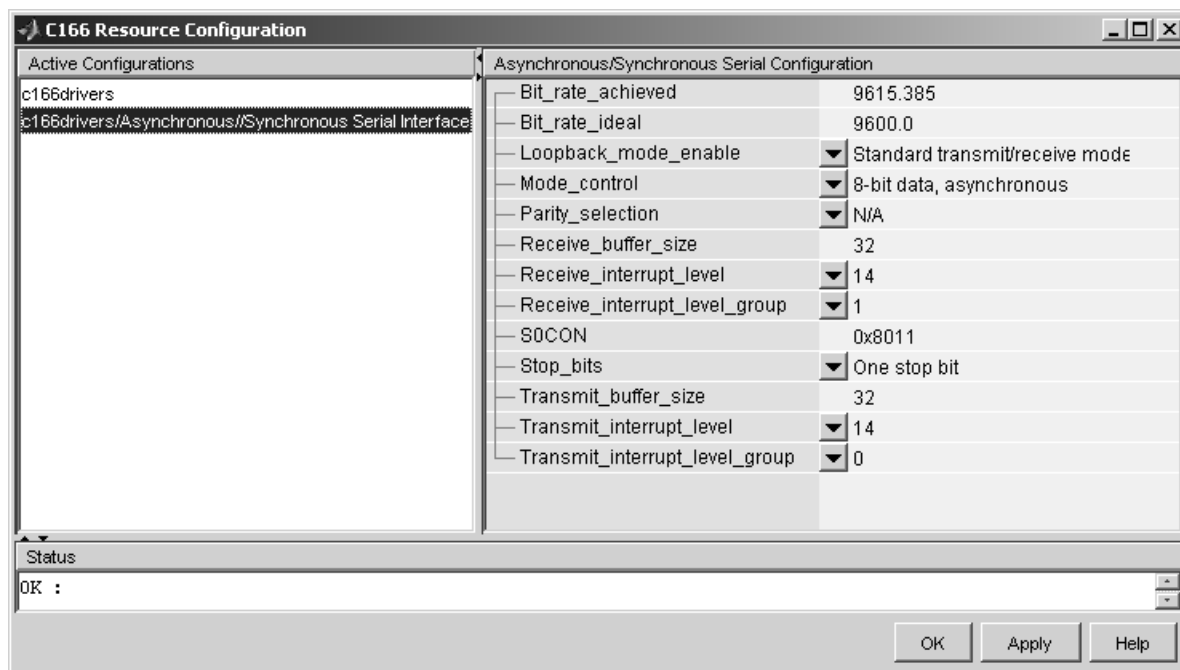 C166 Resource Configuration
Active Configurations
c166drivers
c166drivers/Asynchronous//Synchronous Serial Interface
Asynchronous/Synchronous Serial Configuration
Bit_rate_achieved 9615.385
Bit_rate_ideal 9600.0
Loopback_mode_enable Standard transmit/receive mode
Mode_control 8-bit data, asynchronous
Parity_selection N/A
Receive_buffer_size 32
Receive_interrupt_level 14
Receive_interrupt_level_group 1
S0CON 0x8011
Stop_bits One stop bit
Transmit_buffer_size 32
Transmit_interrupt_level 14
Transmit_interrupt_level_group 0
Status
OK :
OK Apply Help